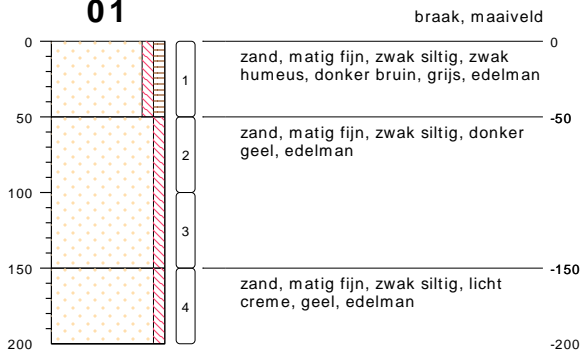 01
braak, maaiveld
0
0
zand, matig fijn, zwak siltig, zwak
humeus, donker bruin, grijs, edelman
1
50
-50
zand, matig fijn, zwak siltig, donker
geel, edelman
2
100
3
150
-150
zand, matig fijn, zwak siltig, licht
creme, geel, edelman
4
200
-200